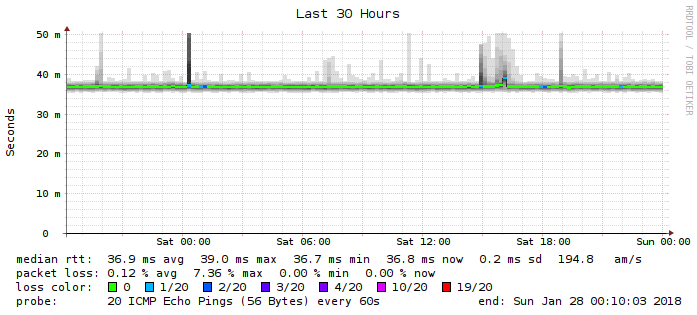 Last 30 Hours
RRDTOOL / TOBI OETIKER
Seconds
50 m
40 m
30 m
20 m
10 m
0
Sat 00:00 Sat 06:00 Sat 12:00 Sat 18:00 Sun 00:00
median rtt: 36.9 ms avg 39.0 ms max 36.7 ms min 36.8 ms now 0.2 ms sd 194.8 am/s
packet loss: 0.12 % avg 7.36 % max 0.00 % min 0.00 % now
loss color: 0 1/20 2/20 3/20 4/20 10/20 19/20
probe: 20 ICMP Echo Pings (56 Bytes) every 60s end: Sun Jan 28 00:10:03 2018